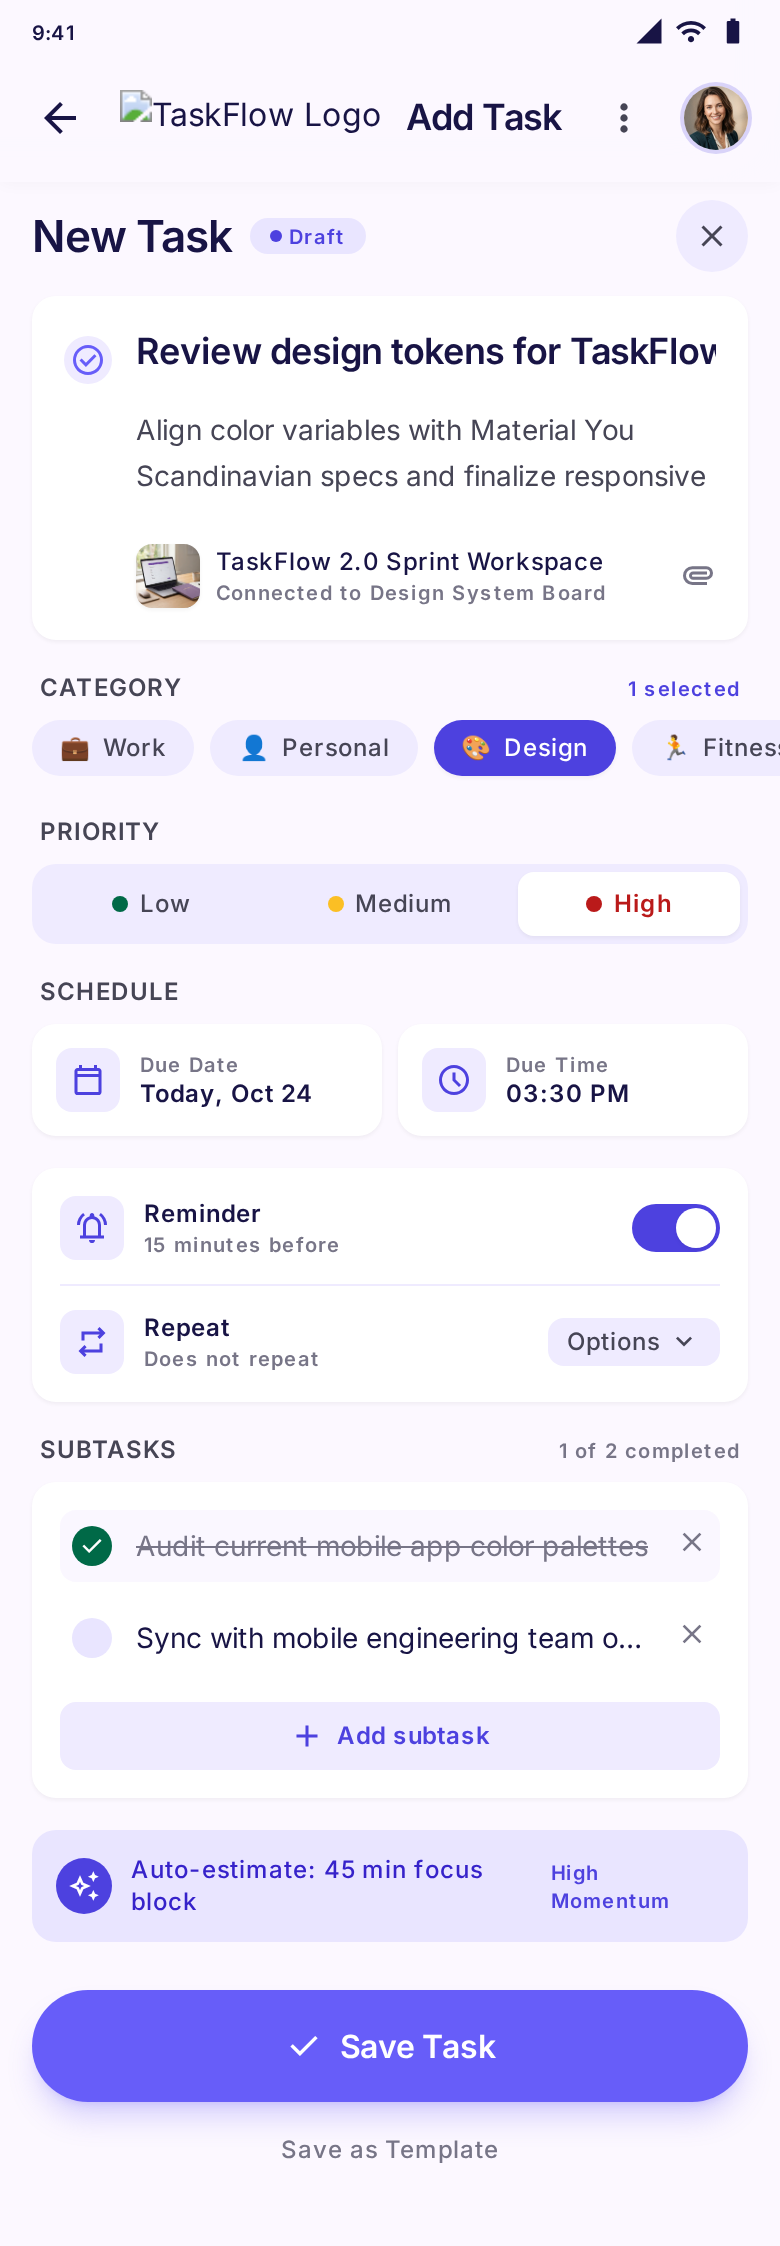 9:41
TaskFlow Logo
Add Task
New Task
Draft
Review design tokens for TaskFlow
Align color variables with Material You
Scandinavian specs and finalize responsive
TaskFlow 2.0 Sprint Workspace
Connected to Design System Board
CATEGORY
1 selected
Work
Personal
Design
Fitness
PRIORITY
Low
Medium
High
SCHEDULE
Due Date
Today, Oct 24
Due Time
03:30 PM
Reminder
15 minutes before
Repeat
Does not repeat
Options
SUBTASKS
1 of 2 completed
Audit current mobile app color palettes
Sync with mobile engineering team o...
Add subtask
Auto-estimate: 45 min focus
block
High
Momentum
Save Task
Save as Template